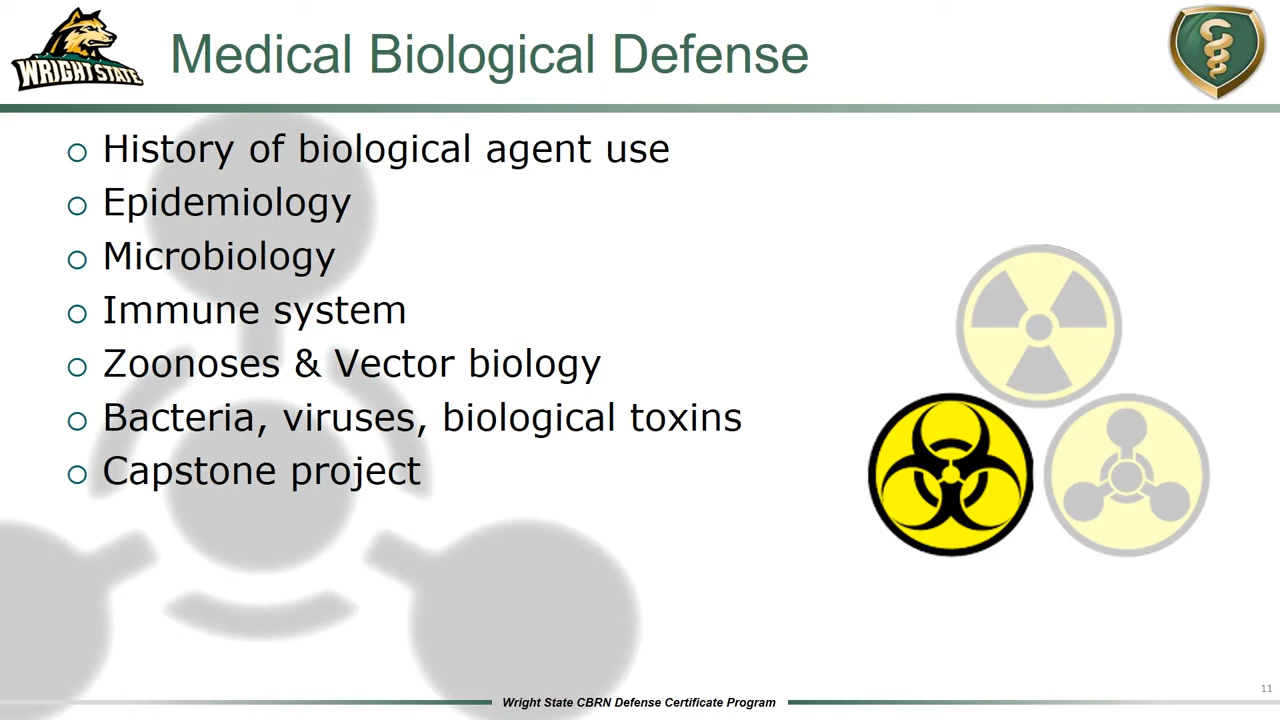 WRIGHT STATE
Medical Biological Defense
History of biological agent use
Epidemiology
Microbiology
Immune system
Zoonoses & Vector biology
Bacteria, viruses, biological toxins
Capstone project
11
Wright State CBRN Defense Certificate Program